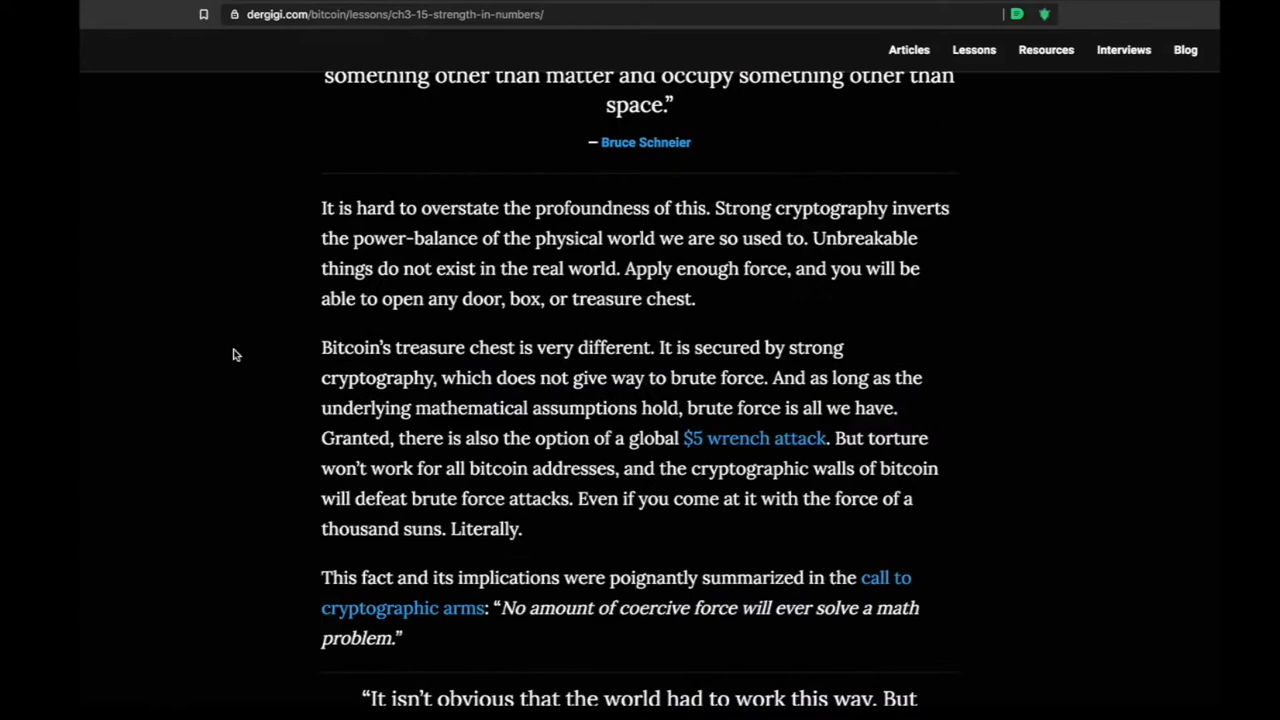 dergigi.com/bitcoin/lessons/ch3-15-strength-in-numbers/
Articles Lessons Resources Interviews Blog
something other than matter and occupy something other than
space.”
— Bruce Schneier
It is hard to overstate the profoundness of this. Strong cryptography inverts
the power-balance of the physical world we are so used to. Unbreakable
things do not exist in the real world. Apply enough force, and you will be
able to open any door, box, or treasure chest.
Bitcoin’s treasure chest is very different. It is secured by strong
cryptography, which does not give way to brute force. And as long as the
underlying mathematical assumptions hold, brute force is all we have.
Granted, there is also the option of a global $5 wrench attack. But torture
won’t work for all bitcoin addresses, and the cryptographic walls of bitcoin
will defeat brute force attacks. Even if you come at it with the force of a
thousand suns. Literally.
This fact and its implications were poignantly summarized in the call to
cryptographic arms: “No amount of coercive force will ever solve a math
problem.”
“It isn’t obvious that the world had to work this way. But